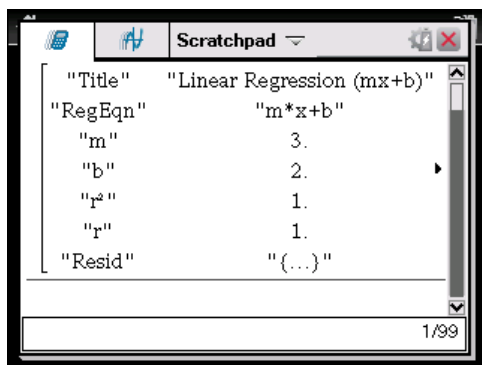 Scratchpad
"Title" "Linear Regression (mx+b)"
"RegEqn" "m*x+b"
"m" 3.
"b" 2.
"r²" 1.
"r" 1.
"Resid" "{...}"
1/99